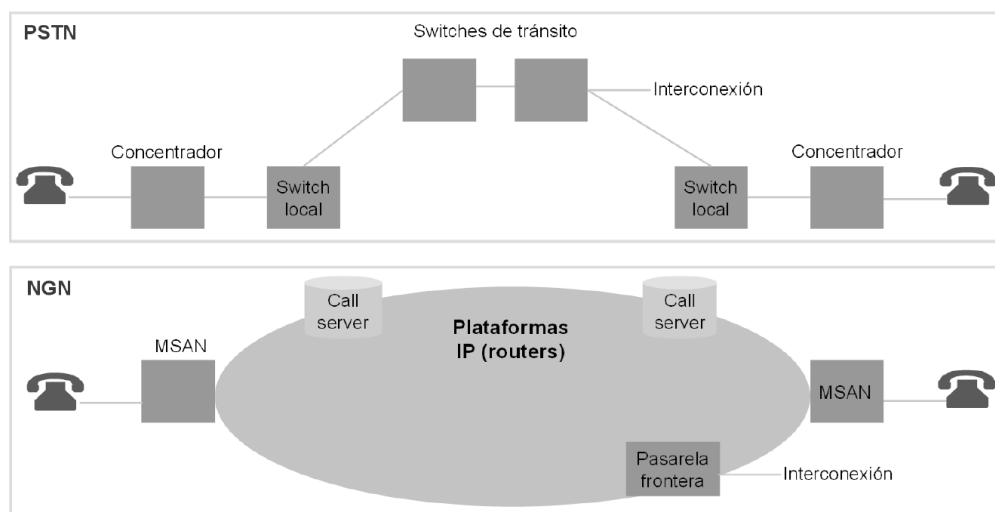 PSTN
Switches de tránsito
Interconexión
Concentrador
Concentrador
Switch
local
Switch
local
NGN
Call
server
Call
server
Plataformas
IP (routers)
MSAN
MSAN
Pasarela
frontera
Interconexión